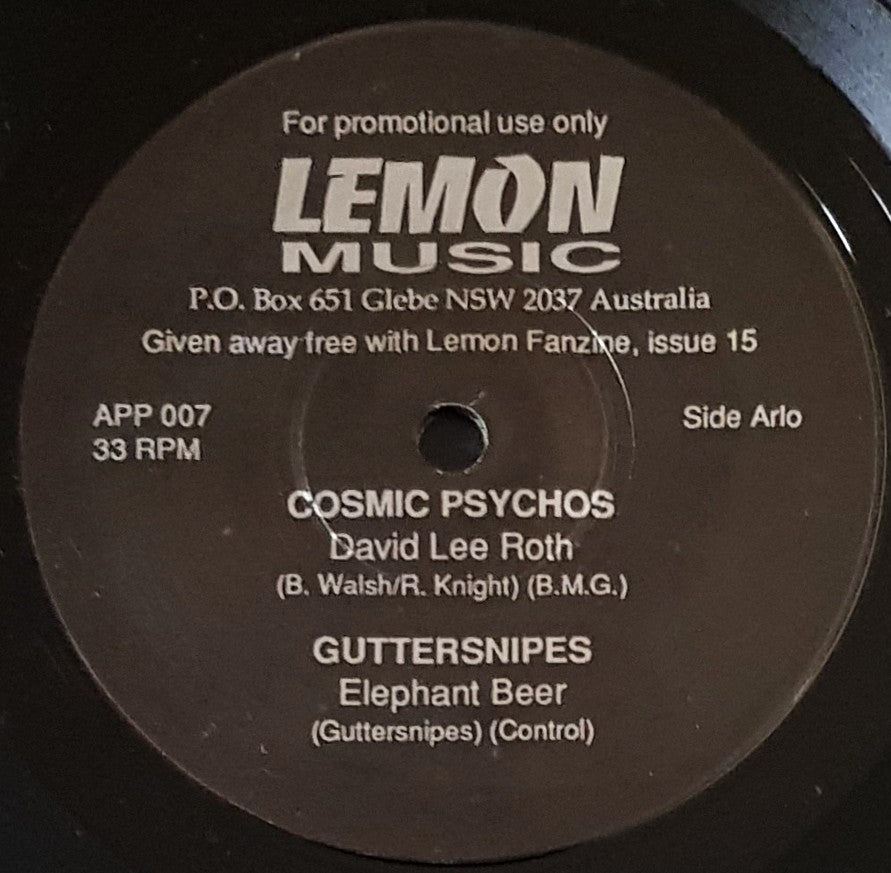 For promotional use only
LEMON
MUSIC
P.O. Box 651 Glebe NSW 2037 Australia
Given away free with Lemon Fanzine, issue 15
APP 007
33 RPM
Side Arlo
COSMIC PSYCHOS
David Lee Roth
(B. Walsh/R. Knight) (B.M.G.)
GUTTERSNIPES
Elephant Beer
(Guttersnipes) (Control)